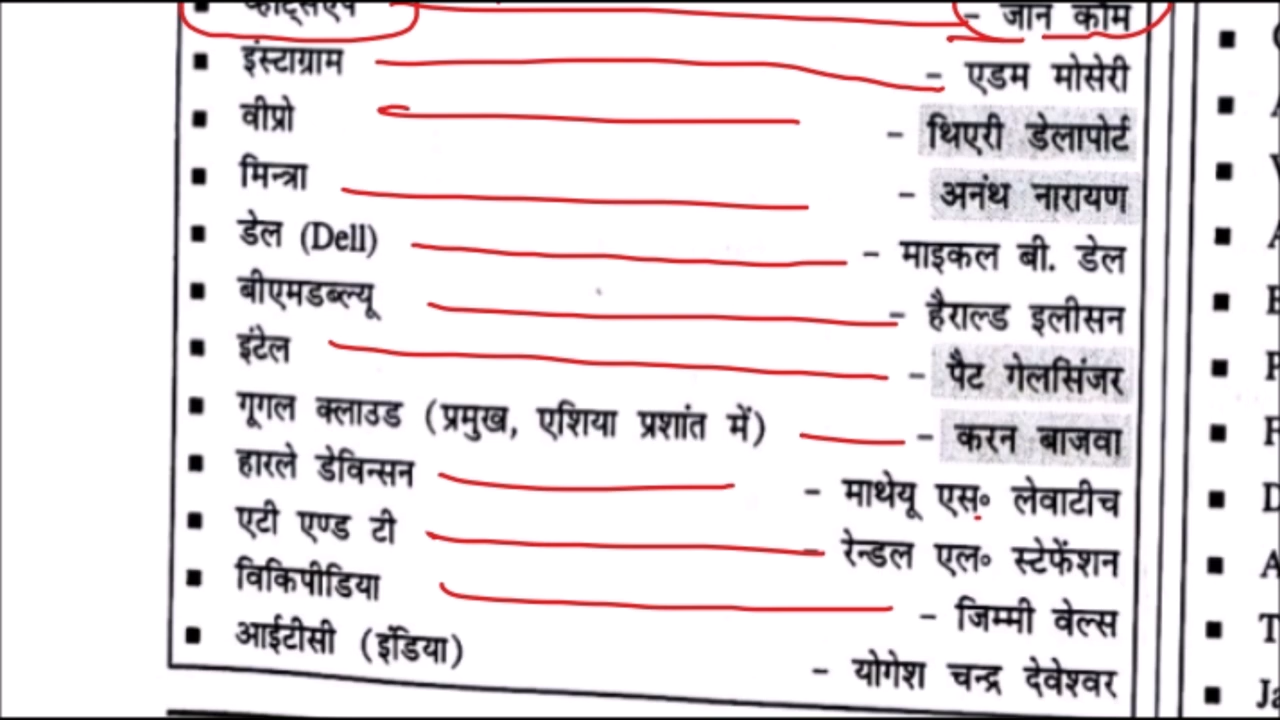 व्हाट्सएप - जान कौम
इंस्टाग्राम - एडम मोसेरी
वीप्रो - थिएरी डेलापोर्ट
मिन्त्रा - अनंथ नारायण
डेल (Dell) - माइकल बी. डेल
बीएमडब्ल्यू - हैराल्ड इलीसन
इंटेल - पैट गेलसिंजर
गूगल क्लाउड (प्रमुख, एशिया प्रशांत में) - करन बाजवा
हारले डेविन्सन - माथेयू एस॰ लेवाटीच
एटी एण्ड टी - रेन्डल एल॰ स्टेफेंशन
विकिपीडिया - जिम्मी वेल्स
आईटीसी (इंडिया) - योगेश चन्द्र देवेश्वर